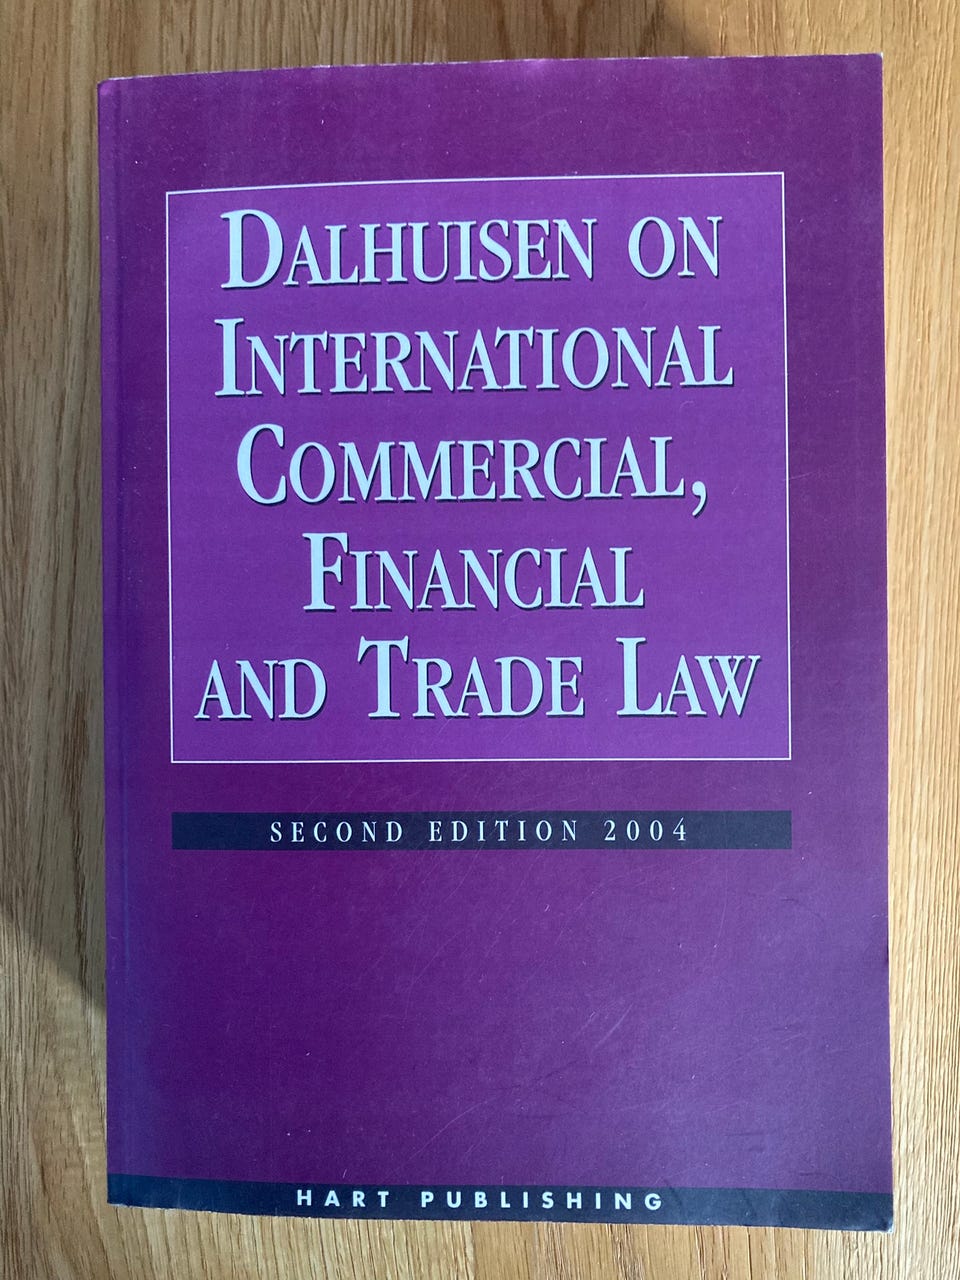 DALHUISEN ON
INTERNATIONAL
COMMERCIAL,
FINANCIAL
AND TRADE LAW
SECOND EDITION 2004
HART PUBLISHING